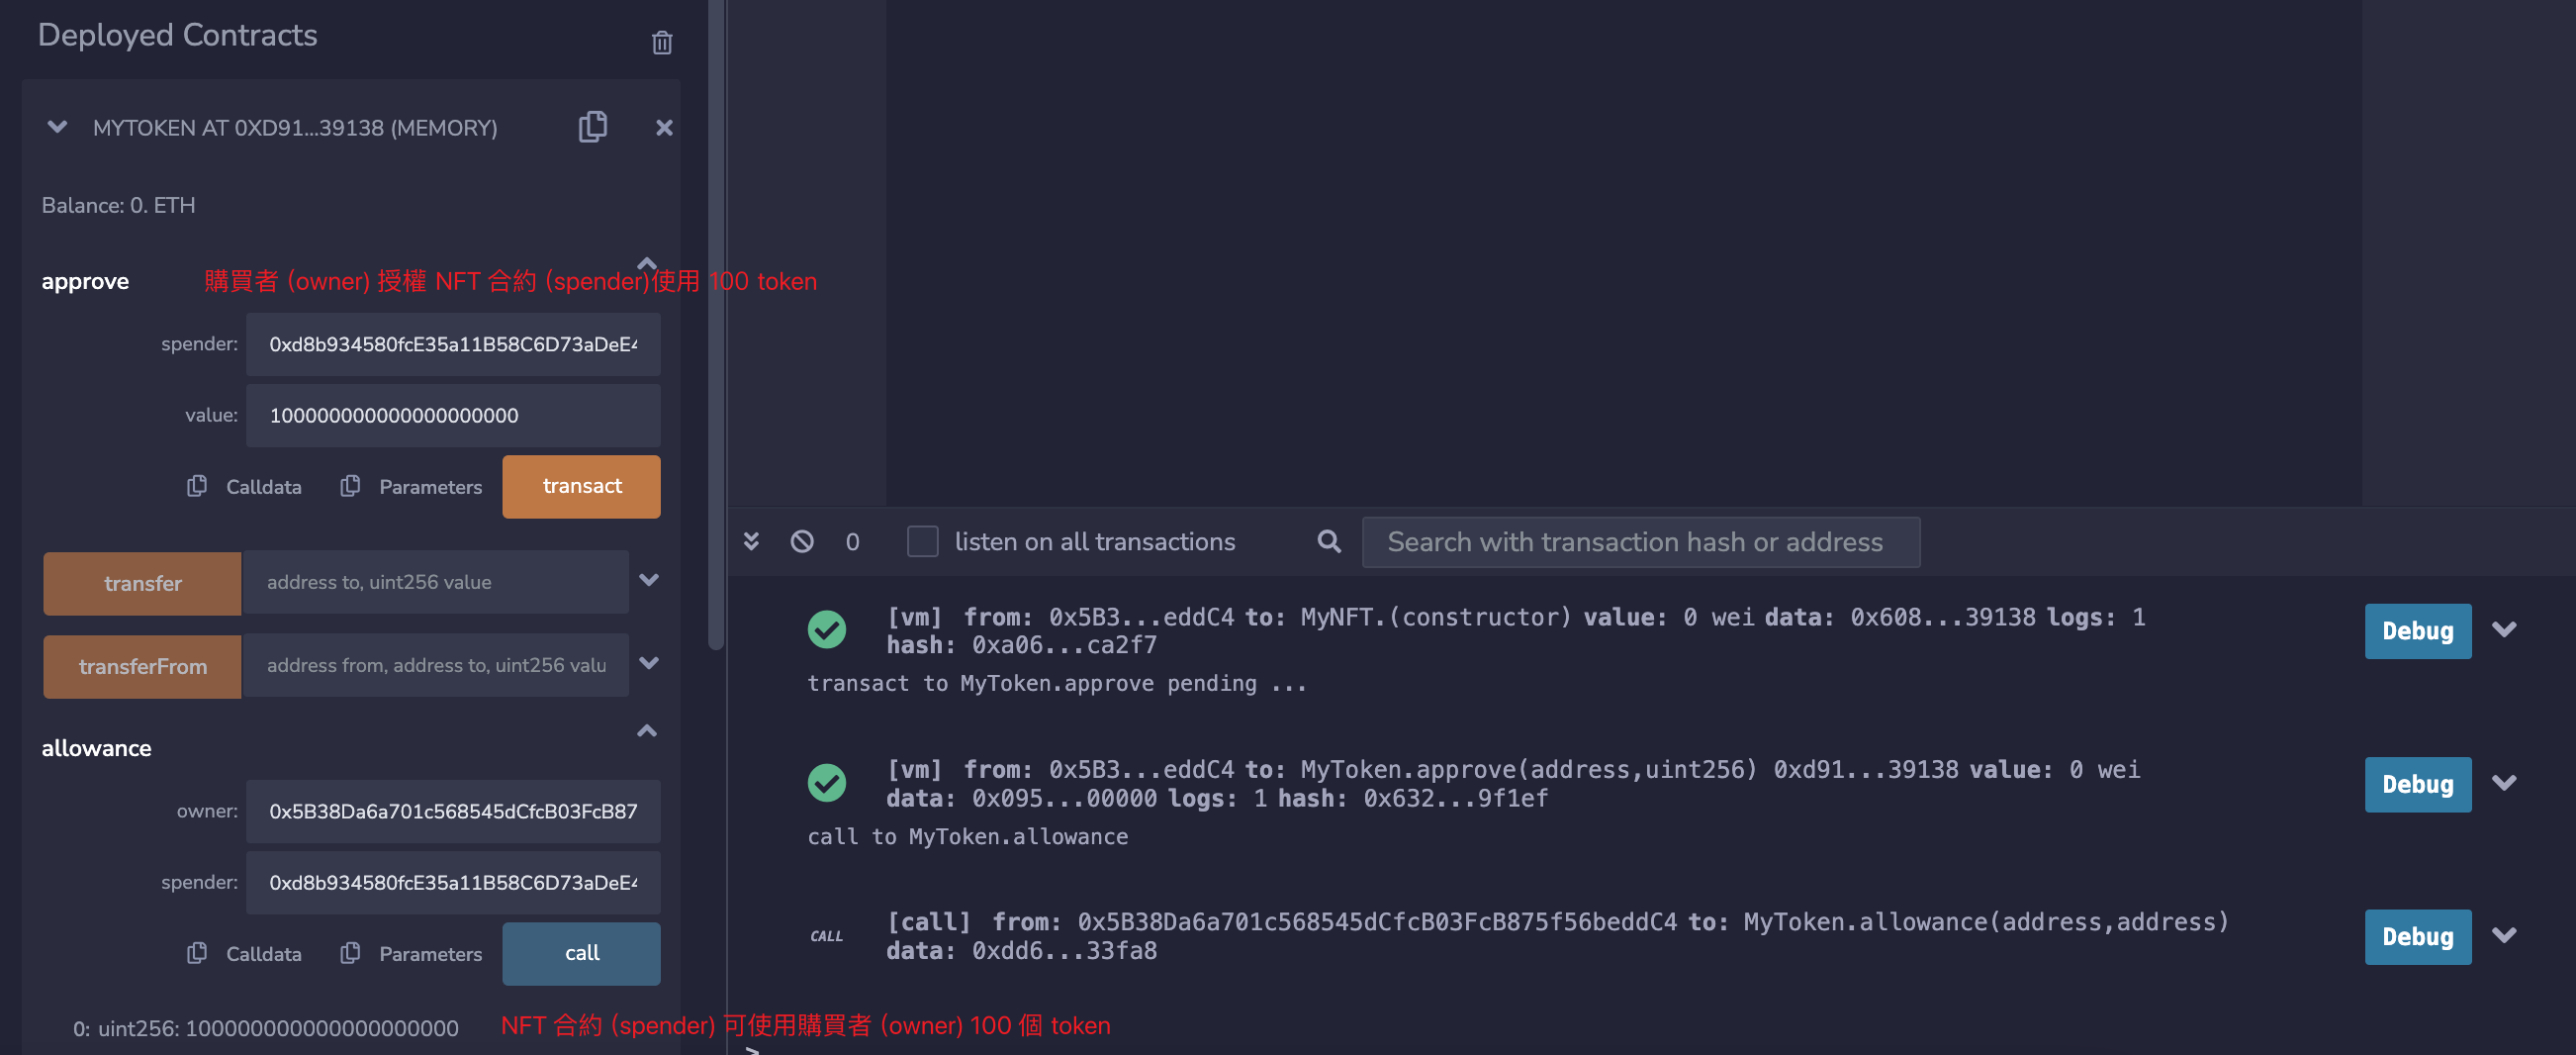 Deployed Contracts
MYTOKEN AT 0XD91...39138 (MEMORY)
Balance: 0. ETH
approve
購買者 (owner) 授權 NFT 合約 (spender)使用 100 token
spender:
0xd8b934580fcE35a11B58C6D73aDeE4
value:
100000000000000000000
Calldata
Parameters
transact
transfer
address to, uint256 value
transferFrom
address from, address to, uint256 valu
allowance
owner:
0x5B38Da6a701c568545dCfcB03FcB87
spender:
0xd8b934580fcE35a11B58C6D73aDeE4
Calldata
Parameters
call
0: uint256: 100000000000000000000
NFT 合約 (spender) 可使用購買者 (owner) 100 個 token
0
listen on all transactions
Search with transaction hash or address
[vm] from: 0x5B3...eddC4 to: MyNFT.(constructor) value: 0 wei data: 0x608...39138 logs: 1
hash: 0xa06...ca2f7
Debug
transact to MyToken.approve pending ...
[vm] from: 0x5B3...eddC4 to: MyToken.approve(address,uint256) 0xd91...39138 value: 0 wei
data: 0x095...00000 logs: 1 hash: 0x632...9f1ef
Debug
call to MyToken.allowance
CALL
[call] from: 0x5B38Da6a701c568545dCfcB03FcB875f56beddC4 to: MyToken.allowance(address,address)
data: 0xdd6...33fa8
Debug
>